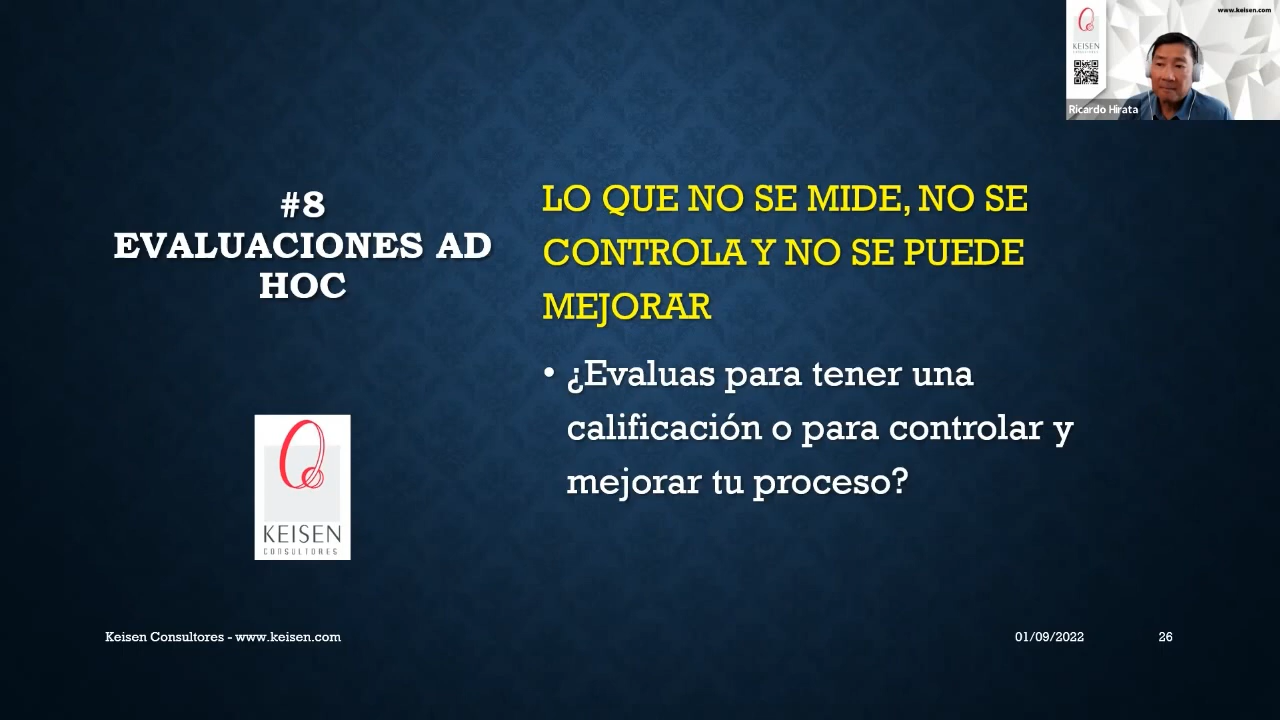 www.keisen.com
KEISEN
CONSULTORES
Ricardo Hirata
#8
EVALUACIONES AD
HOC
LO QUE NO SE MIDE, NO SE
CONTROLA Y NO SE PUEDE
MEJORAR
• ¿Evaluas para tener una
calificación o para controlar y
mejorar tu proceso?
KEISEN
CONSULTORES
Keisen Consultores - www.keisen.com
01/09/2022
26